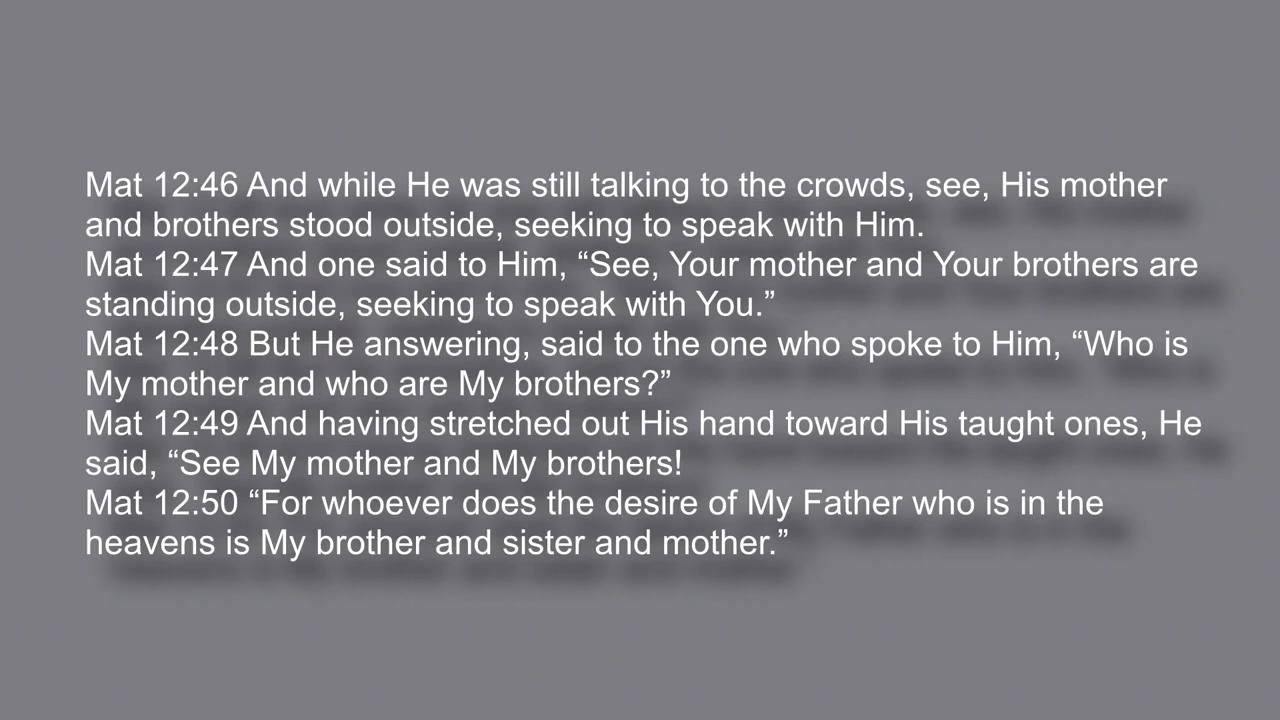 Mat 12:46 And while He was still talking to the crowds, see, His mother
and brothers stood outside, seeking to speak with Him.
Mat 12:47 And one said to Him, “See, Your mother and Your brothers are
standing outside, seeking to speak with You.”
Mat 12:48 But He answering, said to the one who spoke to Him, “Who is
My mother and who are My brothers?”
Mat 12:49 And having stretched out His hand toward His taught ones, He
said, “See My mother and My brothers!
Mat 12:50 “For whoever does the desire of My Father who is in the
heavens is My brother and sister and mother.”